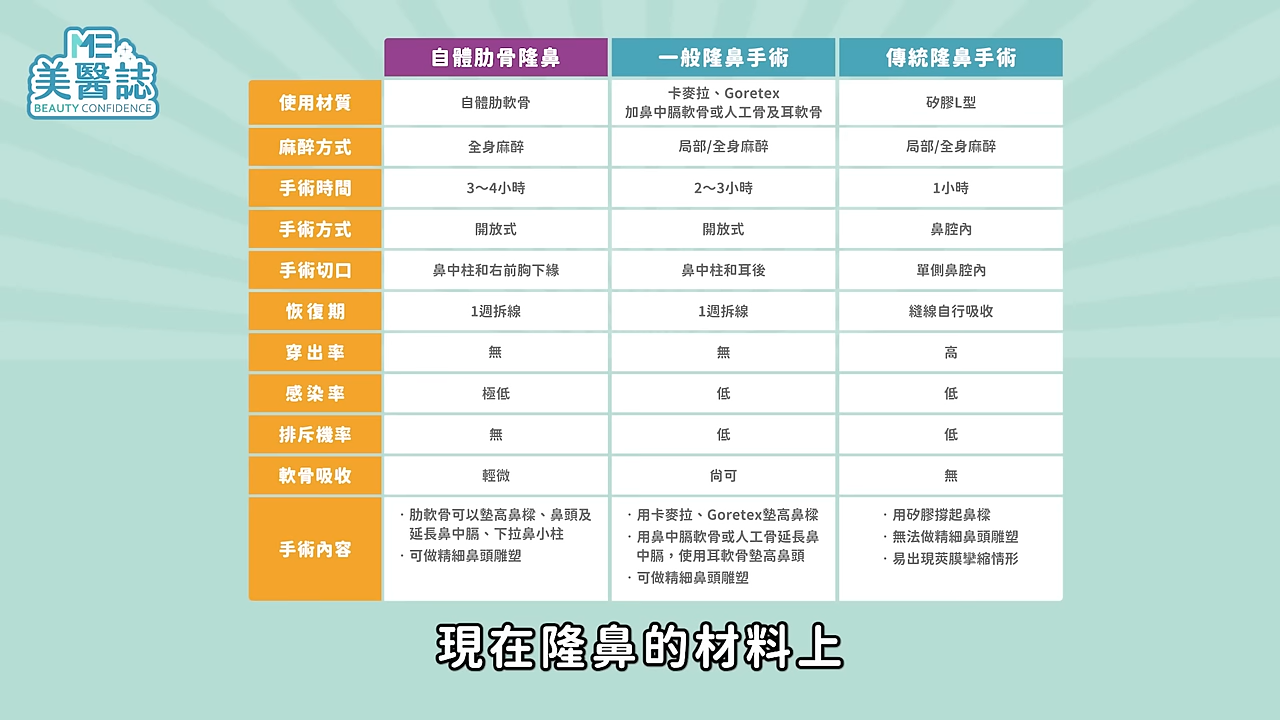 ME
美醫誌
BEAUTY CONFIDENCE
自體肋骨隆鼻 一般隆鼻手術 傳統隆鼻手術
使用材質 自體肋軟骨 卡麥拉、Goretex
加鼻中膈軟骨或人工骨及耳軟骨 矽膠L型
麻醉方式 全身麻醉 局部/全身麻醉 局部/全身麻醉
手術時間 3～4小時 2～3小時 1小時
手術方式 開放式 開放式 鼻腔內
手術切口 鼻中柱和右前胸下緣 鼻中柱和耳後 單側鼻腔內
恢復期 1週拆線 1週拆線 縫線自行吸收
穿出率 無 無 高
感染率 極低 低 低
排斥機率 無 低 低
軟骨吸收 輕微 尚可 無
手術內容
·肋軟骨可以墊高鼻樑、鼻頭及
延長鼻中膈、下拉鼻小柱
·可做精細鼻頭雕塑
·用卡麥拉、Goretex墊高鼻樑
·用鼻中膈軟骨或人工骨延長鼻
中膈，使用耳軟骨墊高鼻頭
·可做精細鼻頭雕塑
·用矽膠撐起鼻樑
·無法做精細鼻頭雕塑
·易出現莢膜攣縮情形
現在隆鼻的材料上